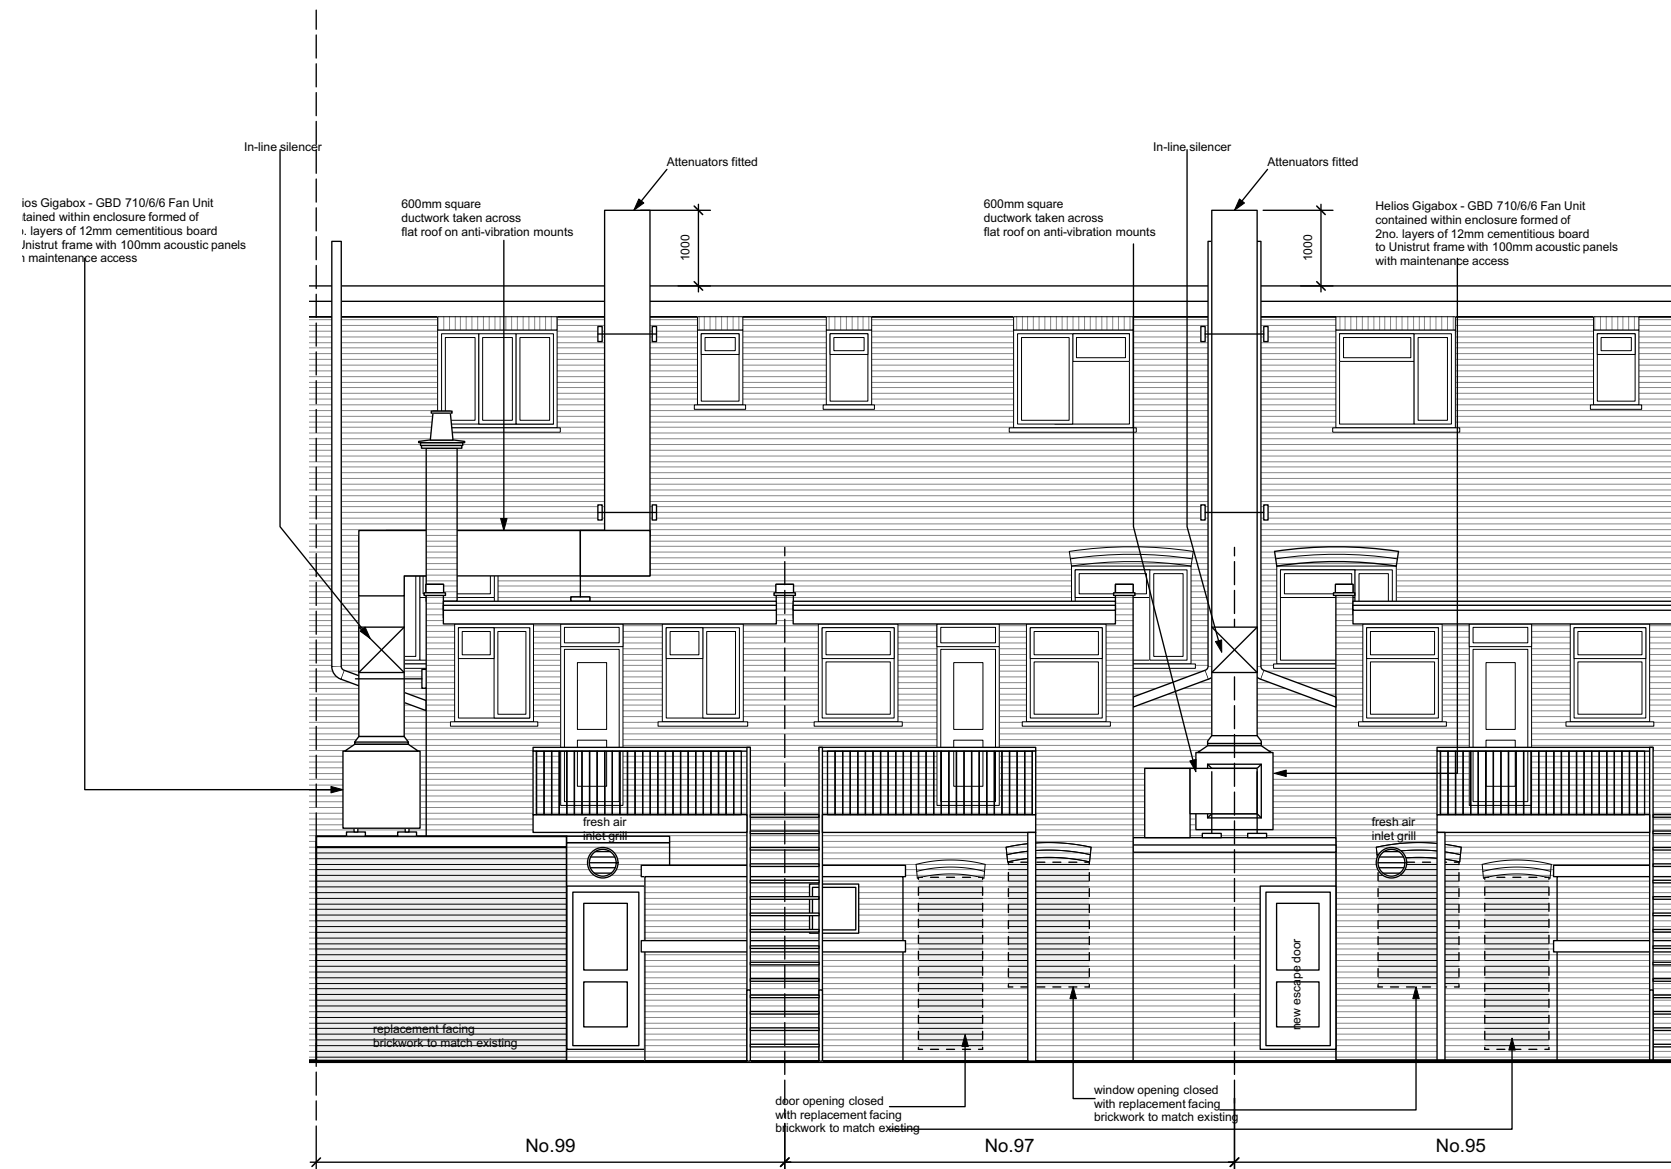 In-line silencer
Attenuators fitted
In-line silencer
Attenuators fitted
ios Gigabox - GBD 710/6/6 Fan Unit
tained within enclosure formed of
. layers of 12mm cementitious board
Unistrut frame with 100mm acoustic panels
maintenance access
600mm square
ductwork taken across
flat roof on anti-vibration mounts
1000
600mm square
ductwork taken across
flat roof on anti-vibration mounts
1000
Helios Gigabox - GBD 710/6/6 Fan Unit
contained within enclosure formed of
2no. layers of 12mm cementitious board
to Unistrut frame with 100mm acoustic panels
with maintenance access
fresh air
inlet grill
fresh air
inlet grill
new escape door
replacement facing
brickwork to match existing
door opening closed
with replacement facing
brickwork to match existing
window opening closed
with replacement facing
brickwork to match existing
No.99
No.97
No.95